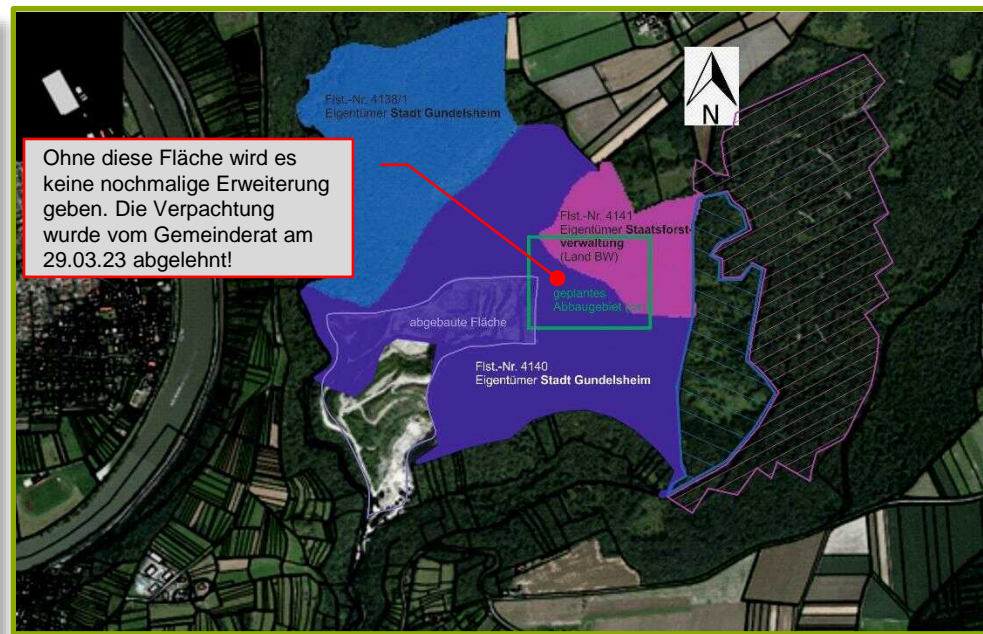 Flst.-Nr. 4138/1
Eigentümer Stadt Gundelsheim
Ohne diese Fläche wird es
keine nochmalige Erweiterung
geben. Die Verpachtung
wurde vom Gemeinderat am
29.03.23 abgelehnt!
N
Flst.-Nr. 4141
Eigentümer Staatsforst-
verwaltung
(Land BW)
geplantes
Abbaugebiet
abgebaute Fläche
Flst.-Nr. 4140
Eigentümer Stadt Gundelsheim